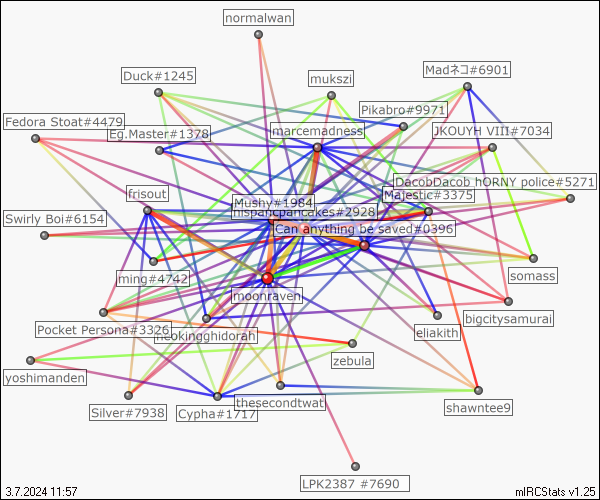 normalwan
Duck#1245
mukszi
Madネコ#6901
Pikabro#9971
Fedora Stoat#4479
Eg.Master#1378
marcemadness
JKOUYH VIII#7034
DacobDacob hORNY police#5271
frisout
Majestic#3375
Mushy#1984
hisparcpancakes#2928
Swirly Boi#6154
Can anything be saved#0396
ming#4742
somass
moonraven
Pocket Persona#3326
neokingghidorah
eliakith
bigcitysamurai
zebula
yoshimanden
Silver#7938
Cypha#1717
thesecondtwat
shawntee9
LPK2387 #7690
3.7.2024 11:57
mIRCStats v1.25